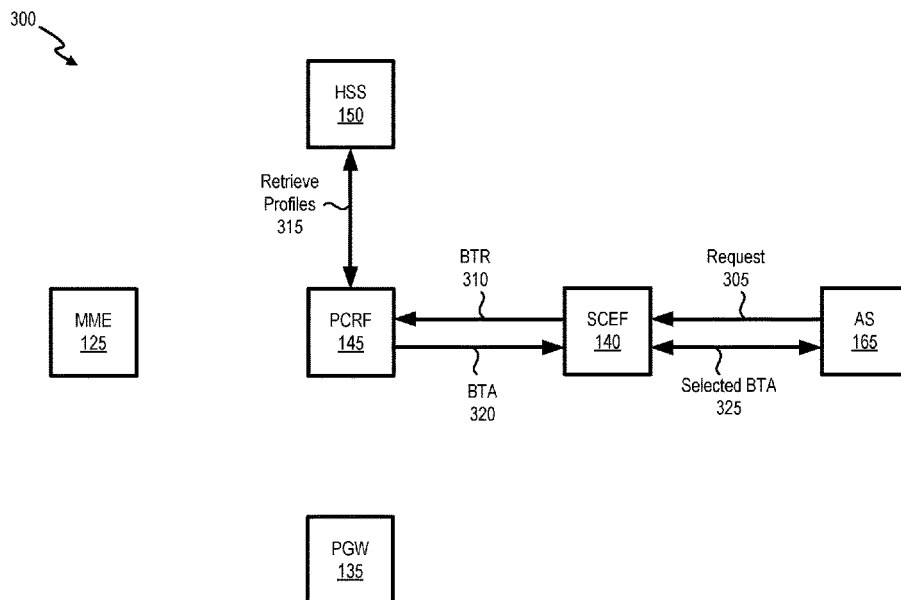 300
HSS
150
Retrieve
Profiles
315
BTR
310
Request
305
MME
125
PCRF
145
SCEF
140
AS
165
BTA
320
Selected BTA
325
PGW
135